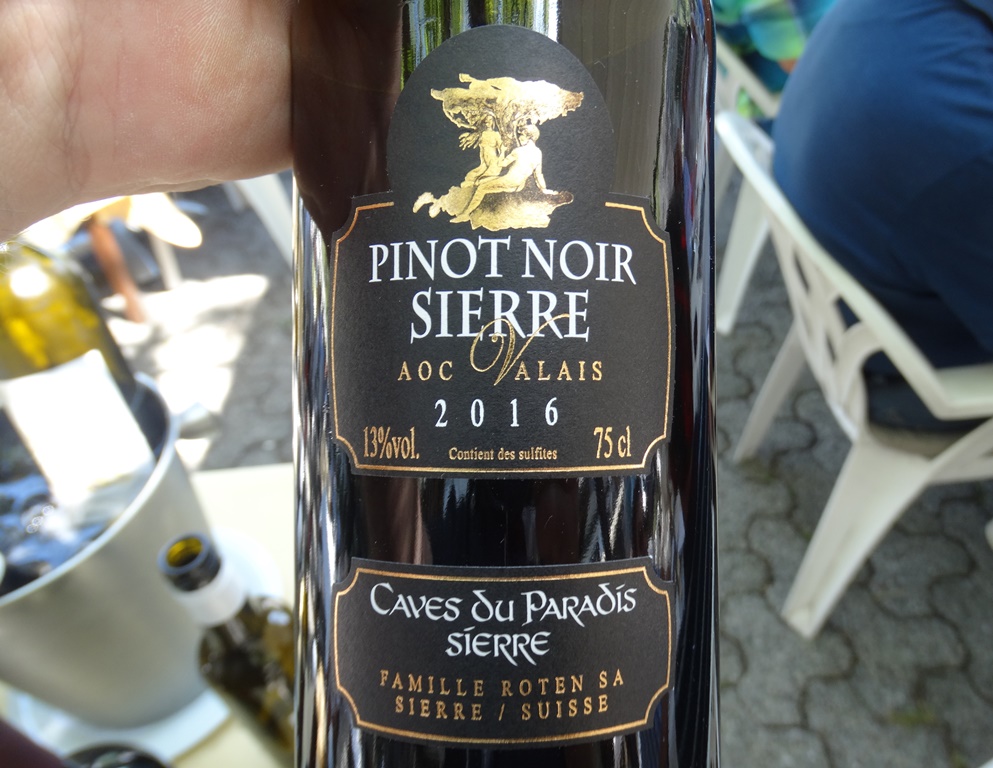 PINOT NOIR
SIERRE
AOC VALAIS
2016
13%vol. Contient des sulfites 75 cl
CAVES DU PARADIS
SIERRE
FAMILLE ROTEN SA
SIERRE / SUISSE